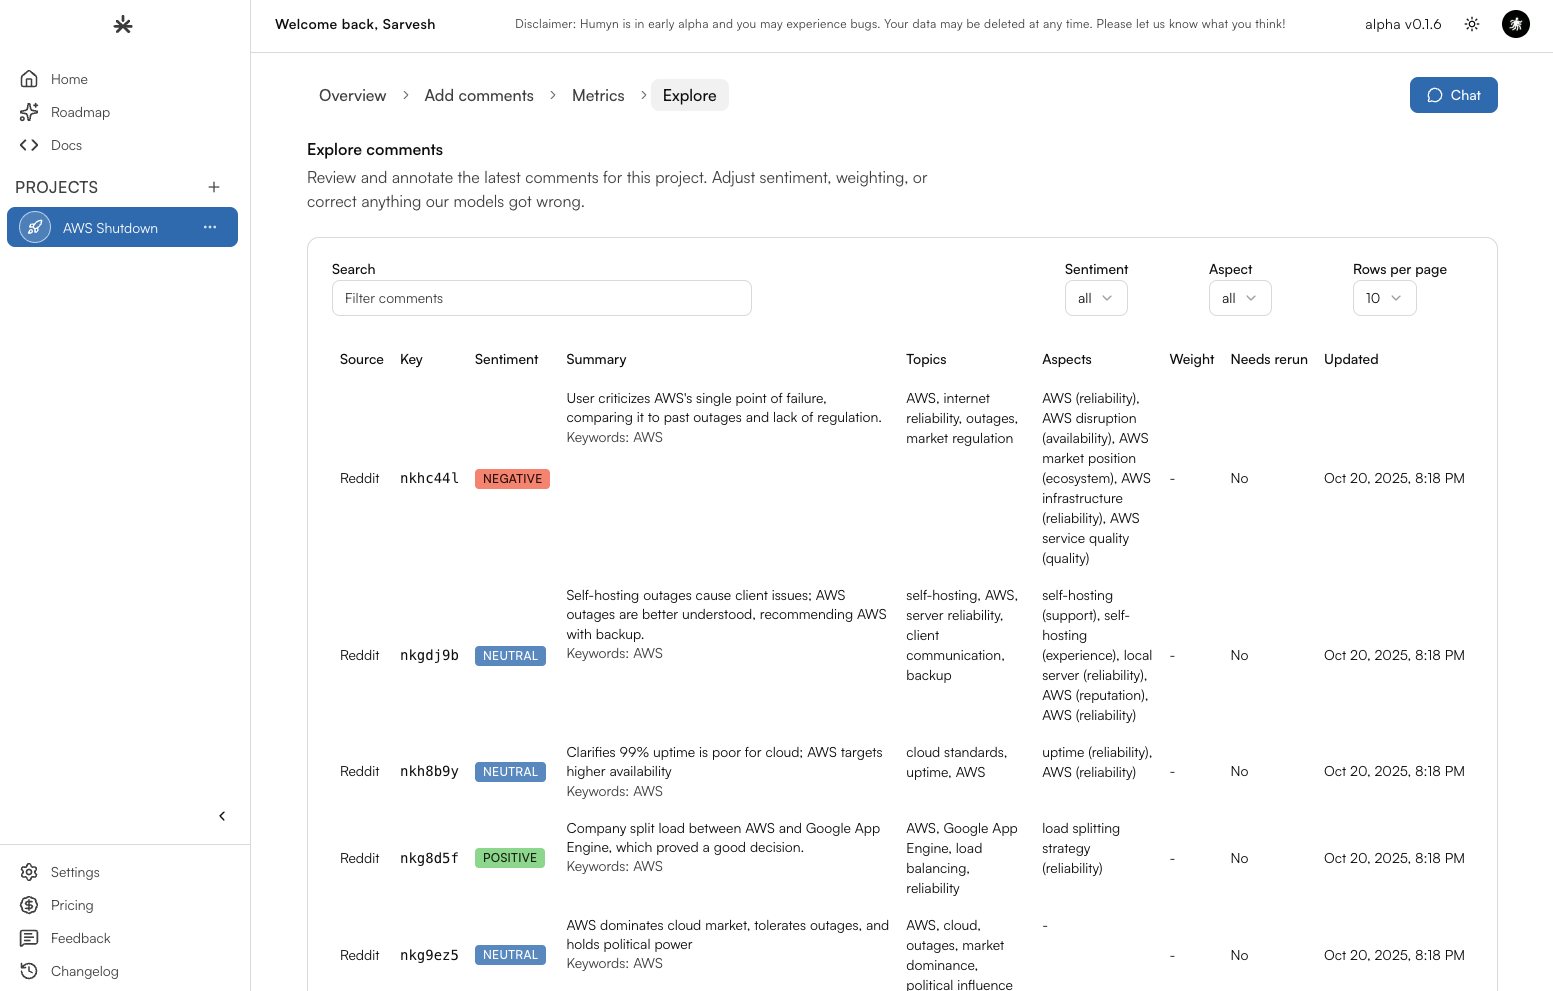 Welcome back, Sarvesh
Disclaimer: Humyn is in early alpha and you may experience bugs. Your data may be deleted at any time. Please let us know what you think!
alpha v0.1.6
Home
Roadmap
Docs
PROJECTS
AWS Shutdown
Settings
Pricing
Feedback
Changelog
Overview
Add comments
Metrics
Explore
Chat
Explore comments
Review and annotate the latest comments for this project. Adjust sentiment, weighting, or
correct anything our models got wrong.
Search
Filter comments
Sentiment
all
Aspect
all
Rows per page
10
Source Key Sentiment Summary Topics Aspects Weight Needs rerun Updated
Reddit
nkhc44l
NEGATIVE
User criticizes AWS's single point of failure,
comparing it to past outages and lack of regulation.
Keywords: AWS
AWS, internet
reliability, outages,
market regulation
AWS (reliability),
AWS disruption
(availability), AWS
market position
(ecosystem), AWS
infrastructure
(reliability), AWS
service quality
(quality)
-
No
Oct 20, 2025, 8:18 PM
Reddit
nkgdj9b
NEUTRAL
Self-hosting outages cause client issues; AWS
outages are better understood, recommending AWS
with backup.
Keywords: AWS
self-hosting, AWS,
server reliability,
client
communication,
backup
self-hosting
(support), self-
hosting
(experience), local
server (reliability),
AWS (reputation),
AWS (reliability)
-
No
Oct 20, 2025, 8:18 PM
Reddit
nkh8b9y
NEUTRAL
Clarifies 99% uptime is poor for cloud; AWS targets
higher availability
Keywords: AWS
cloud standards,
uptime, AWS
uptime (reliability),
AWS (reliability)
-
No
Oct 20, 2025, 8:18 PM
Reddit
nkg8d5f
POSITIVE
Company split load between AWS and Google App
Engine, which proved a good decision.
Keywords: AWS
AWS, Google App
Engine, load
balancing,
reliability
load splitting
strategy
(reliability)
-
No
Oct 20, 2025, 8:18 PM
Reddit
nkg9ez5
NEUTRAL
AWS dominates cloud market, tolerates outages, and
holds political power
Keywords: AWS
AWS, cloud,
outages, market
dominance,
political influence
-
-
No
Oct 20, 2025, 8:18 PM